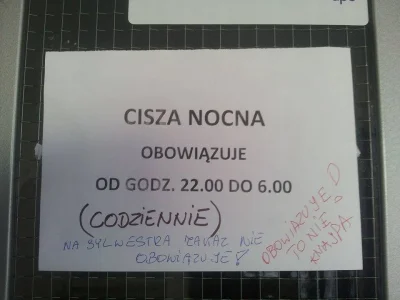 CISZA NOCNA
OBOWIĄZUJE
OD GODZ. 22.00 DO 6.00
(CODZIENNIE)
NA SYLWESTRA ZAKAZ NIE
OBOWIĄZUJE!
OBOWIĄZUJE!
TO NIE
KNAJPA